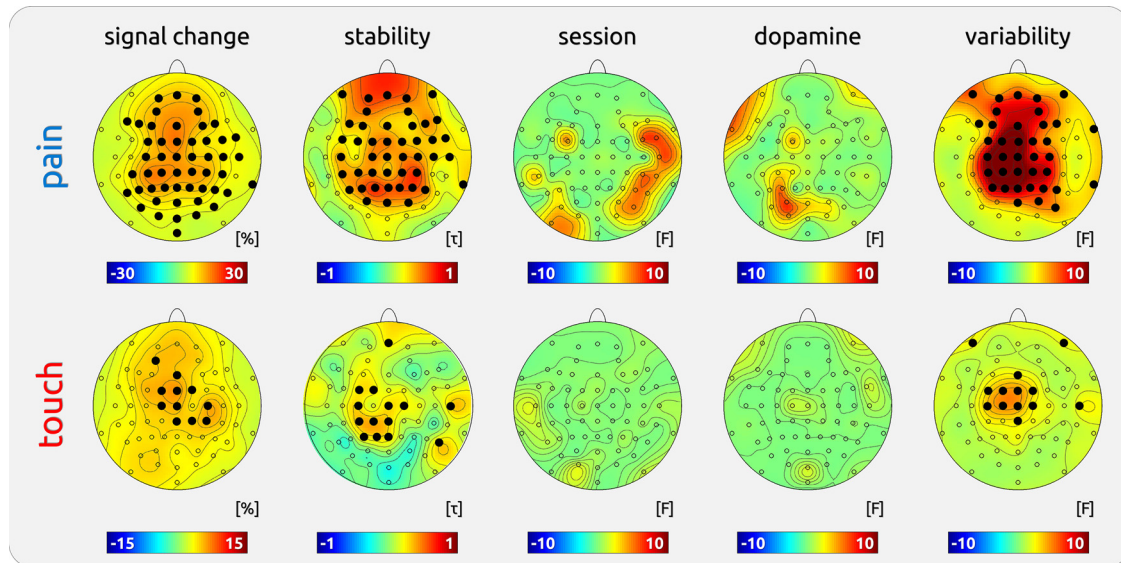 signal change stability session dopamine variability
pain
[%] [τ] [F] [F] [F]
-30 30 -1 1 -10 10 -10 10 -10 10
touch
[%] [τ] [F] [F] [F]
-15 15 -1 1 -10 10 -10 10 -10 10